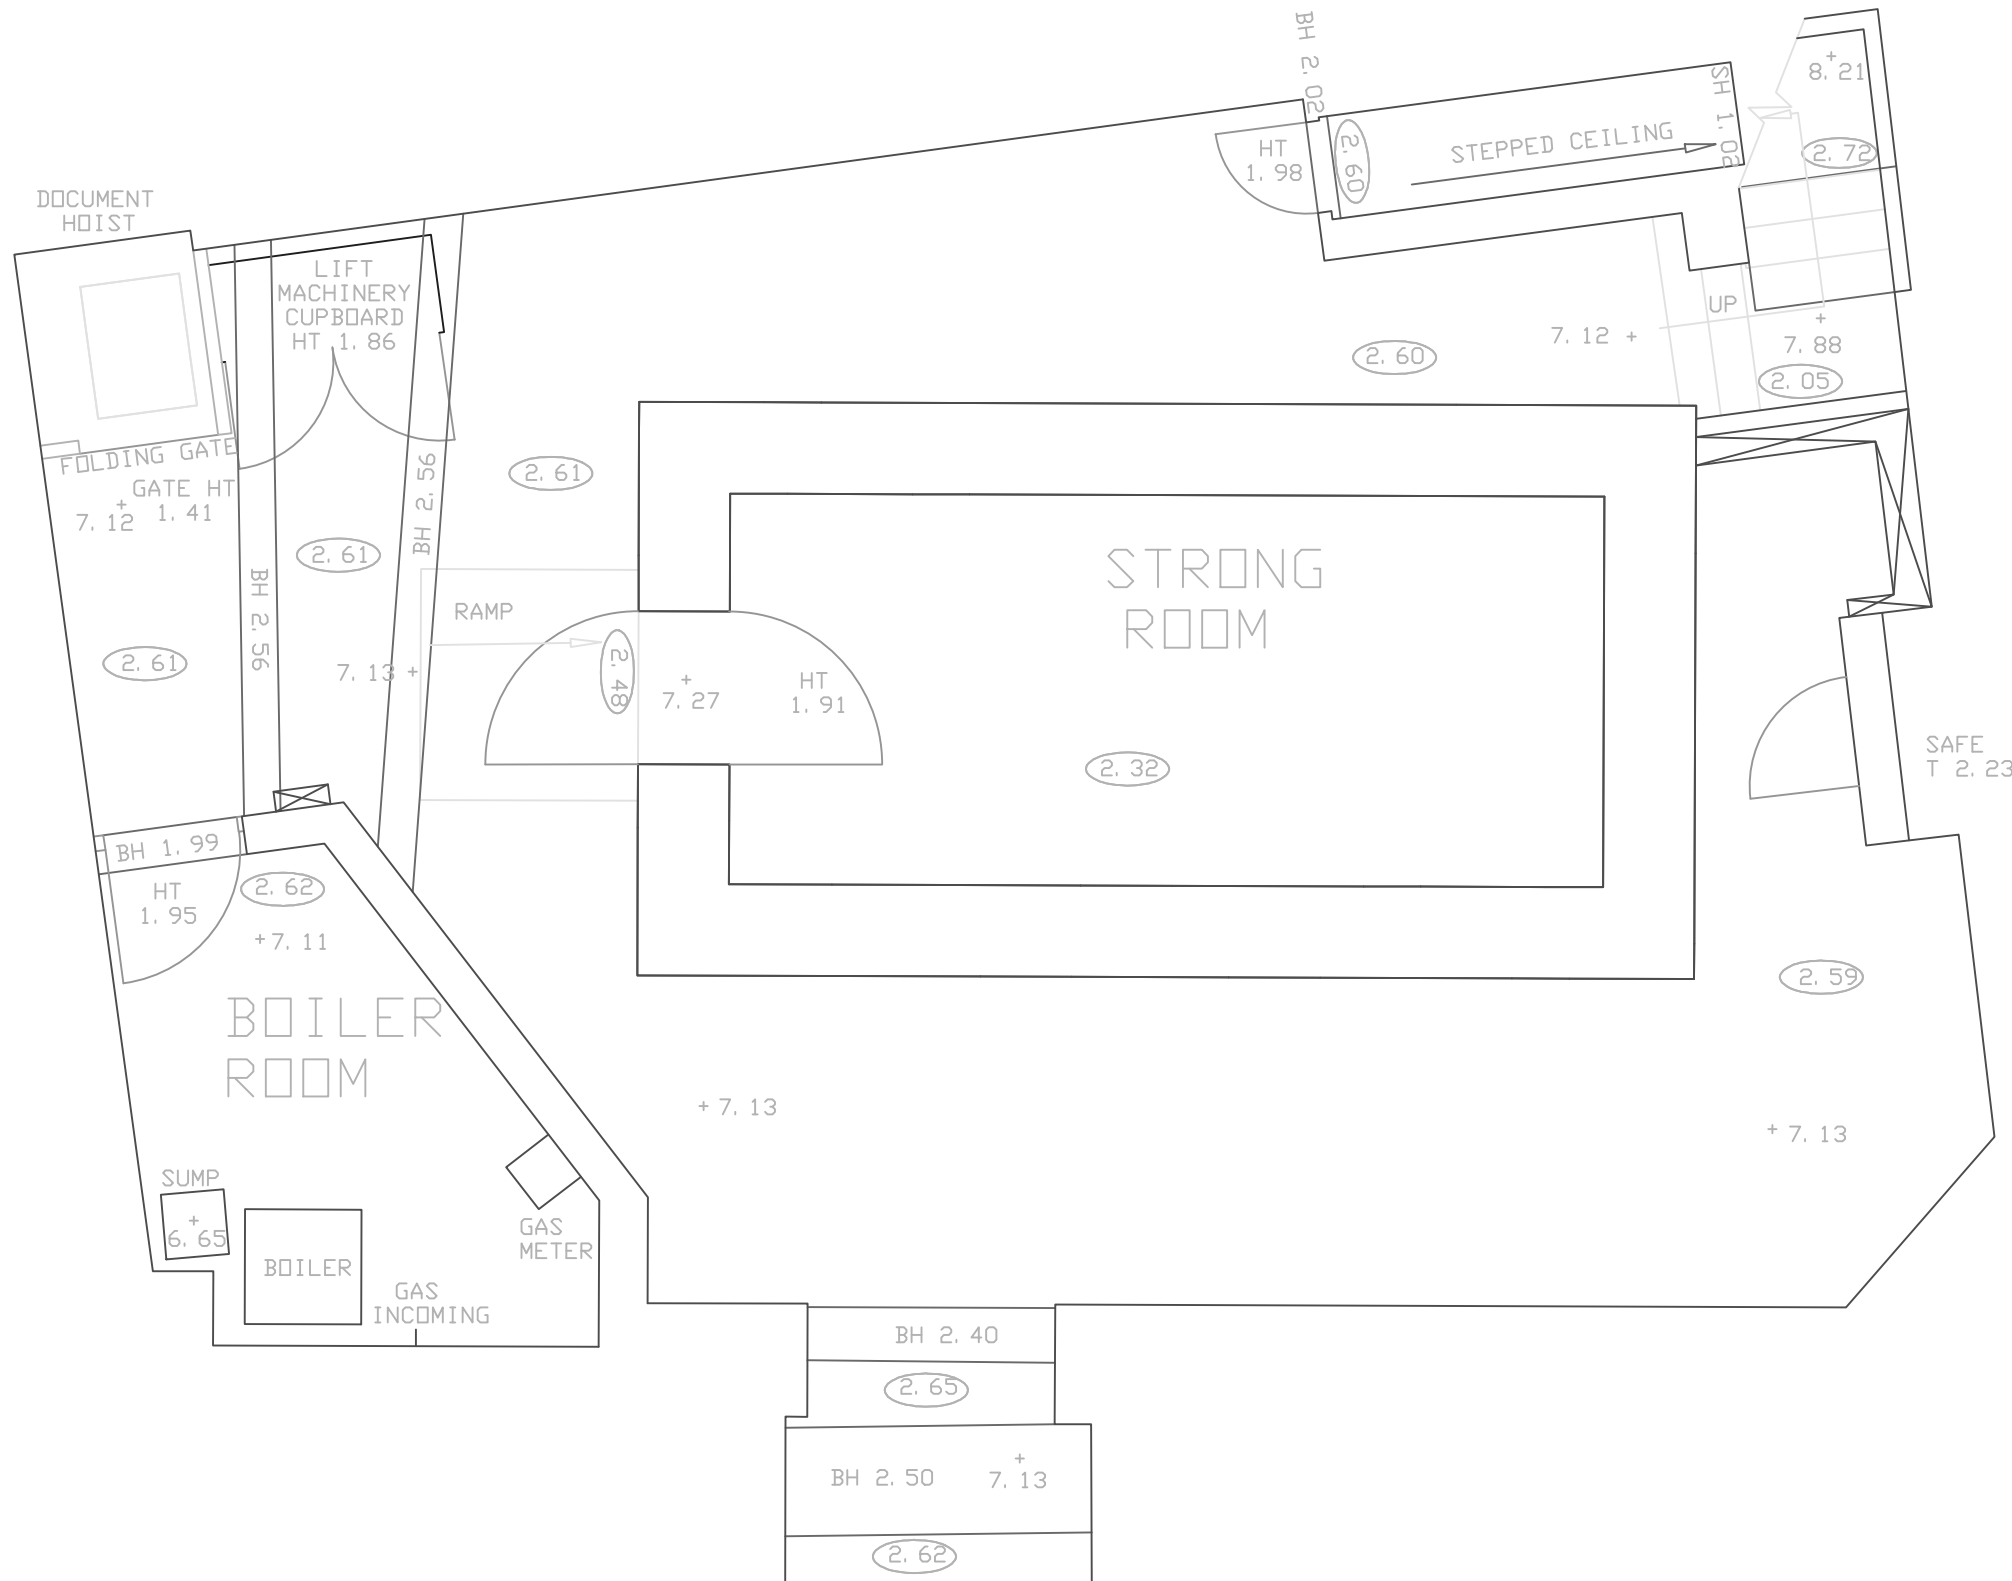 BH 2. 02
SH 1. 02
8. 21
2. 72
STEPPED CEILING
2. 60
HT
1. 98
DOCUMENT
HOIST
LIFT
MACHINERY
CUPBOARD
HT 1. 86
UP
7. 12
7. 88
2. 60
2. 05
FOLDING GATE
GATE HT
1. 41
7. 12
BH 2. 56
2. 61
2. 61
BH 2. 56
STRONG
ROOM
RAMP
2. 61
7. 13
2. 48
7. 27
HT
1. 91
2. 32
SAFE
T 2. 23
BH 1. 99
2. 62
HT
1. 95
7. 11
2. 59
BOILER
ROOM
7. 13
7. 13
SUMP
6. 65
GAS
METER
BOILER
GAS
INCOMING
BH 2. 40
2. 65
BH 2. 50
7. 13
2. 62